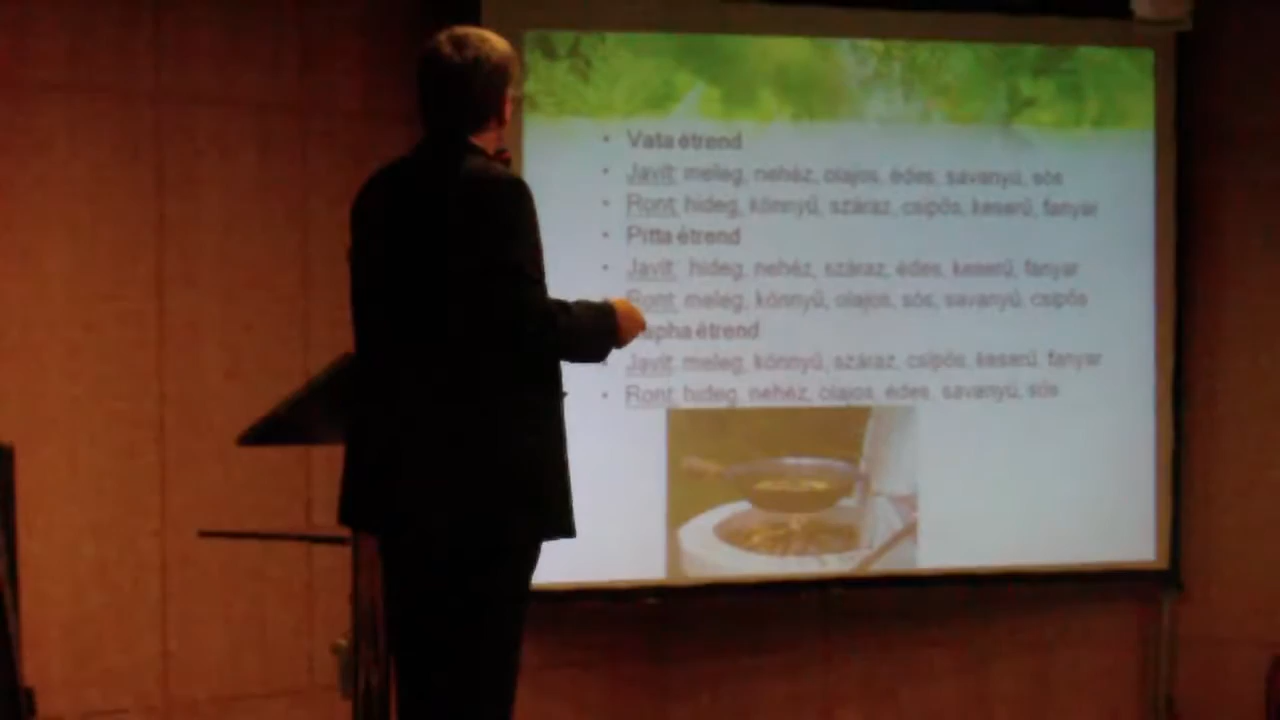 • Vata étrend
• Javít: meleg, nehéz, olajos, édes, savanyú, sós
• Ront: hideg, könnyű, száraz, csípős, keserű, fanyar
• Pitta étrend
• Javít: hideg, nehéz, száraz, édes, keserű, fanyar
Ront: meleg, könnyű, olajos, sós, savanyú, csípős
apha étrend
• Javít: meleg, könnyű, száraz, csípős, keserű, fanyar
• Ront: hideg, nehéz, olajos, édes, savanyú, sós